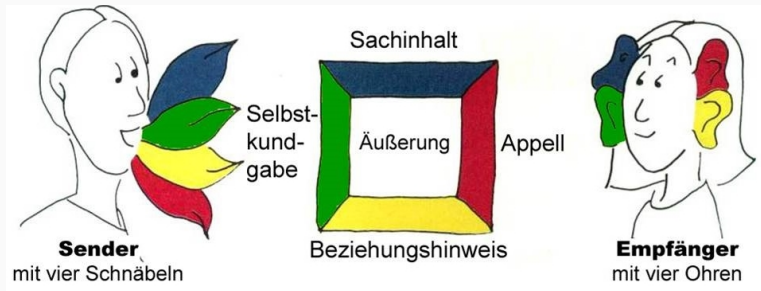 Sachinhalt
Selbst-
kund-
gabe
Äußerung
Appell
Beziehungshinweis
Sender
mit vier Schnäbeln
Empfänger
mit vier Ohren